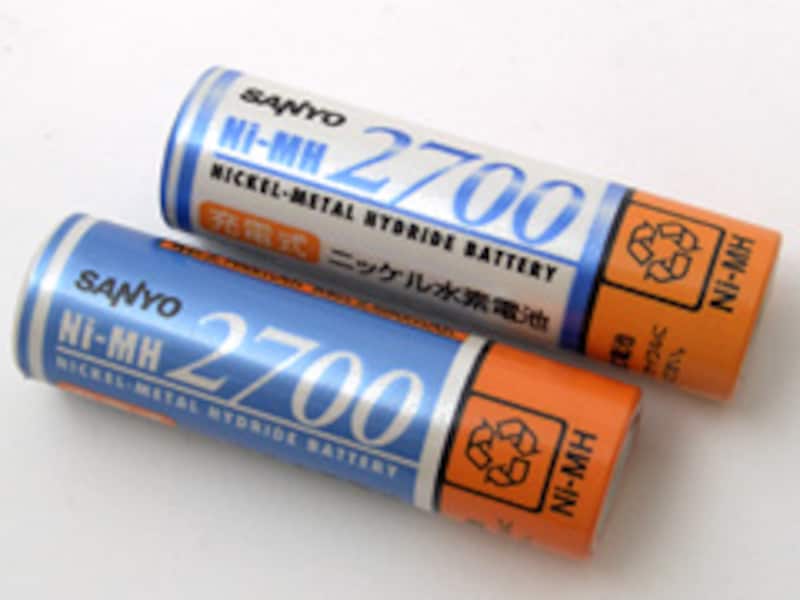 SANYO
Ni-MH 2700
NICKEL-METAL HYDRIDE BATTERY
充電式 ニッケル水素電池
Ni-MH
SANYO
Ni-MH 2700
NICKEL-METAL HYDRIDE BATTERY
Ni-MH